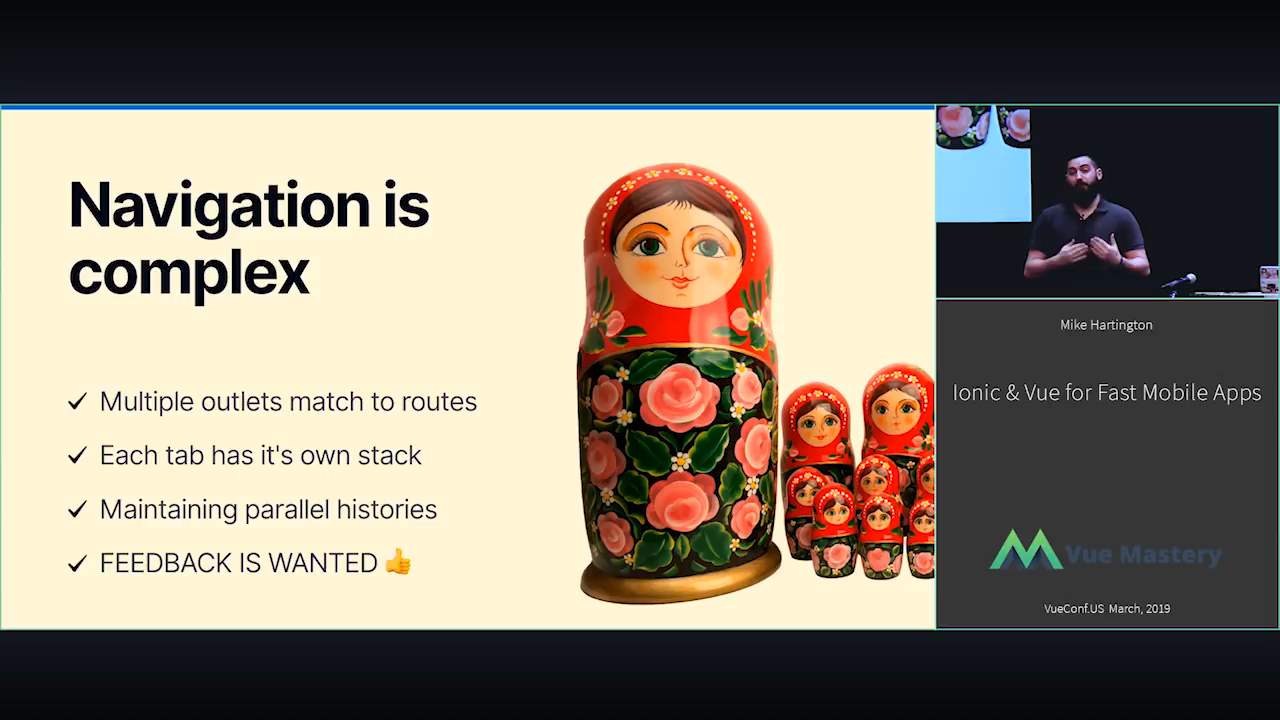 Navigation is
complex
Multiple outlets match to routes
Each tab has it's own stack
Maintaining parallel histories
FEEDBACK IS WANTED 👍
Mike Hartington
Ionic & Vue for Fast Mobile Apps
Vue Mastery
VueConf.US March, 2019